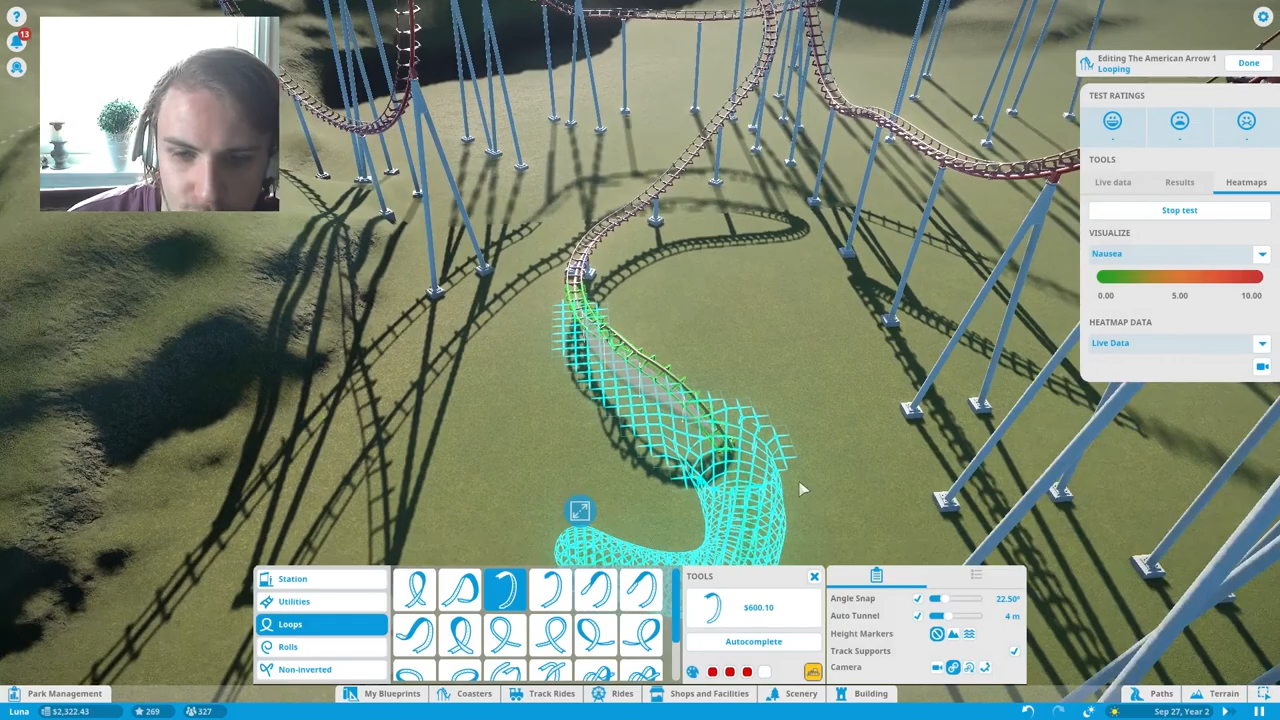 ?
13
Editing The American Arrow 1
Looping
Done
TEST RATINGS
-
-
-
TOOLS
Live data
Results
Heatmaps
Stop test
VISUALIZE
Nausea
0.00
5.00
10.00
HEATMAP DATA
Live Data
Station
Utilities
Loops
Rolls
Non-inverted
TOOLS
$600.10
Autocomplete
Angle Snap
22.50°
Auto Tunnel
4 m
Height Markers
Track Supports
Camera
Park Management
My Blueprints
Coasters
Track Rides
Rides
Shops and Facilities
Scenery
Building
Paths
Terrain
Luna
$2,322.43
269
327
Sep 27, Year 2